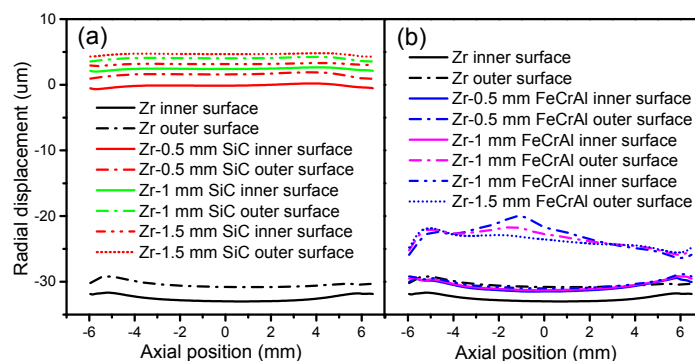 (a)
(b)
Radial displacement (um)
10
0
-10
-20
-30
Zr inner surface
Zr outer surface
Zr-0.5 mm SiC inner surface
Zr-0.5 mm SiC outer surface
Zr-1 mm SiC inner surface
Zr-1 mm SiC outer surface
Zr-1.5 mm SiC inner surface
Zr-1.5 mm SiC outer surface
-6 -4 -2 0 2 4 6
Axial position (mm)
Zr inner surface
Zr outer surface
Zr-0.5 mm FeCrAl inner surface
Zr-0.5 mm FeCrAl outer surface
Zr-1 mm FeCrAl inner surface
Zr-1 mm FeCrAl outer surface
Zr-1 mm FeCrAl inner surface
Zr-1.5 mm FeCrAl outer surface
-6 -4 -2 0 2 4 6
Axial position (mm)